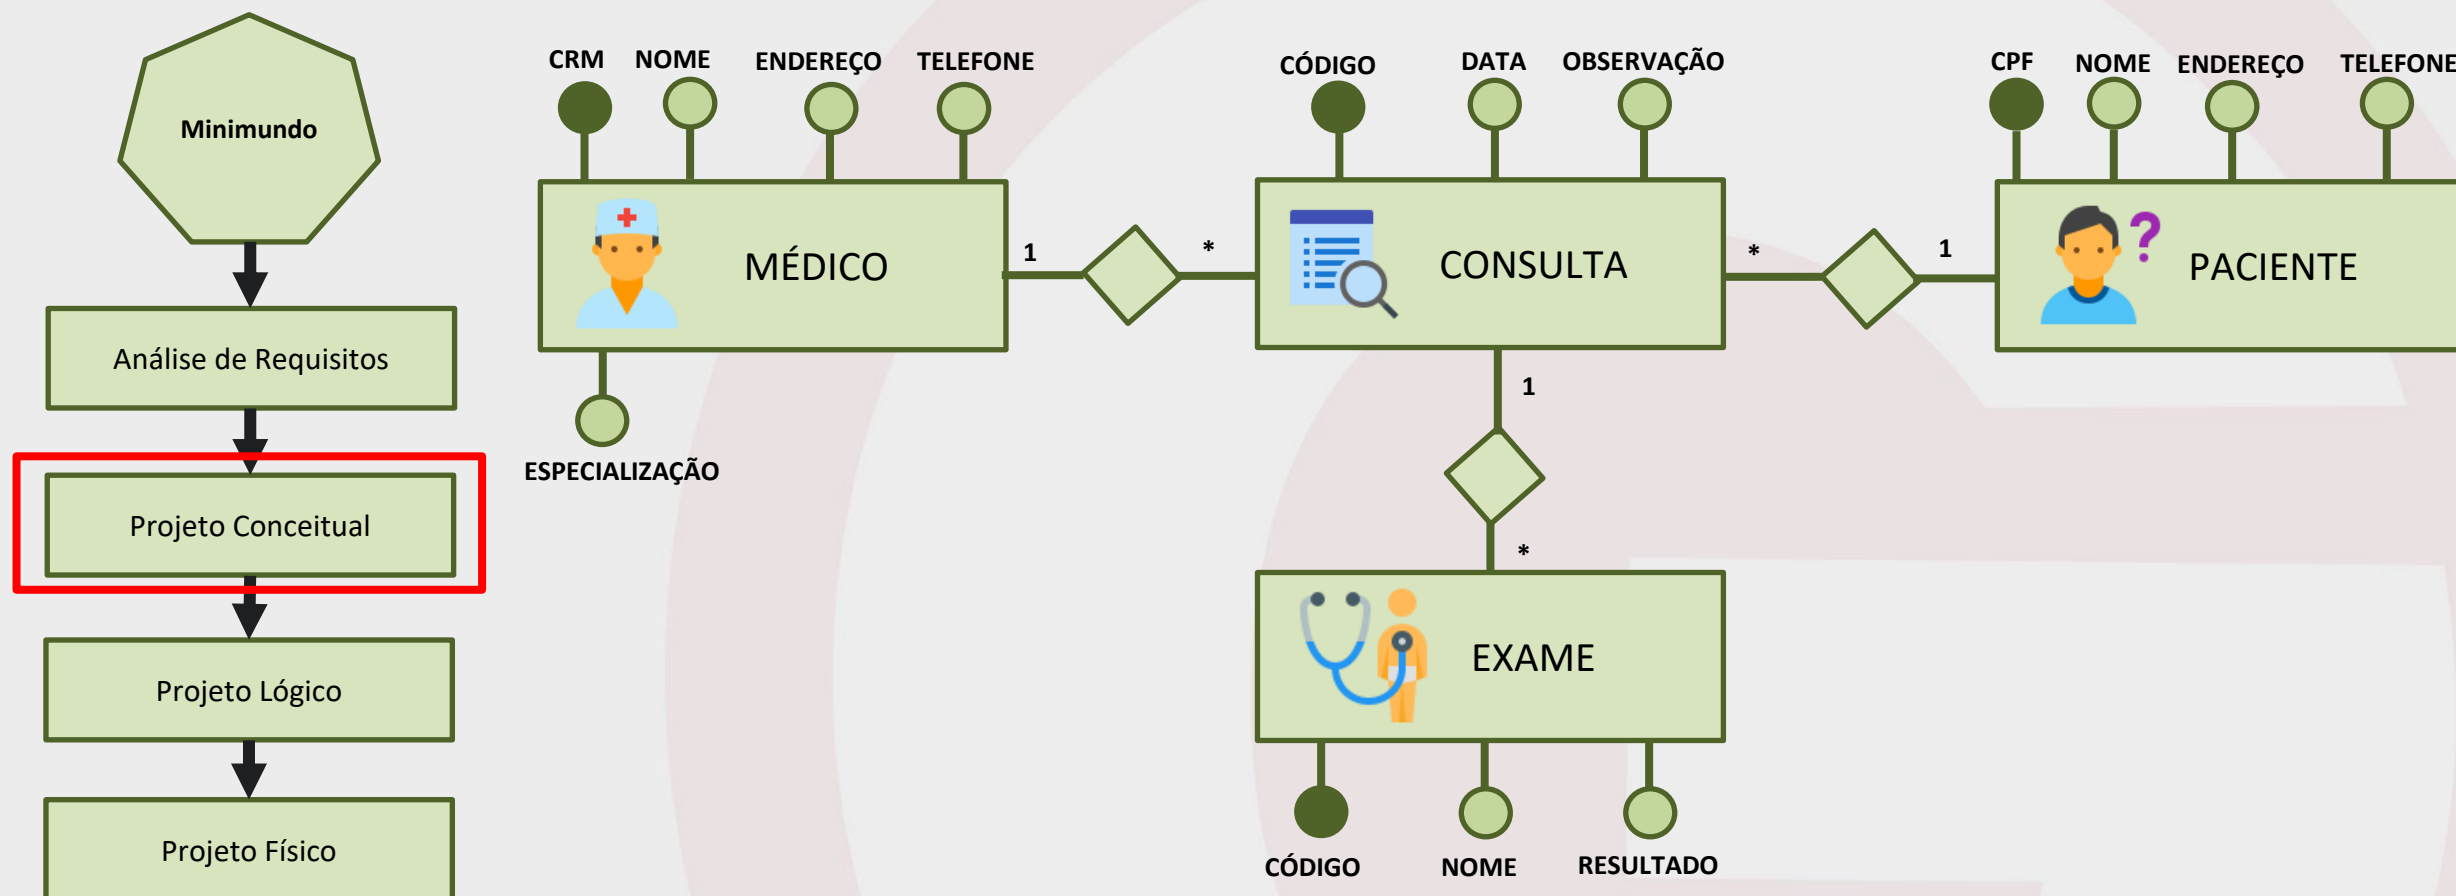 Minimundo
Análise de Requisitos
Projeto Conceitual
Projeto Lógico
Projeto Físico
CRM NOME ENDEREÇO TELEFONE
MÉDICO
ESPECIALIZAÇÃO
1 *
CÓDIGO DATA OBSERVAÇÃO
CONSULTA
* 1
CPF NOME ENDEREÇO TELEFONE
PACIENTE
1
*
EXAME
CÓDIGO NOME RESULTADO